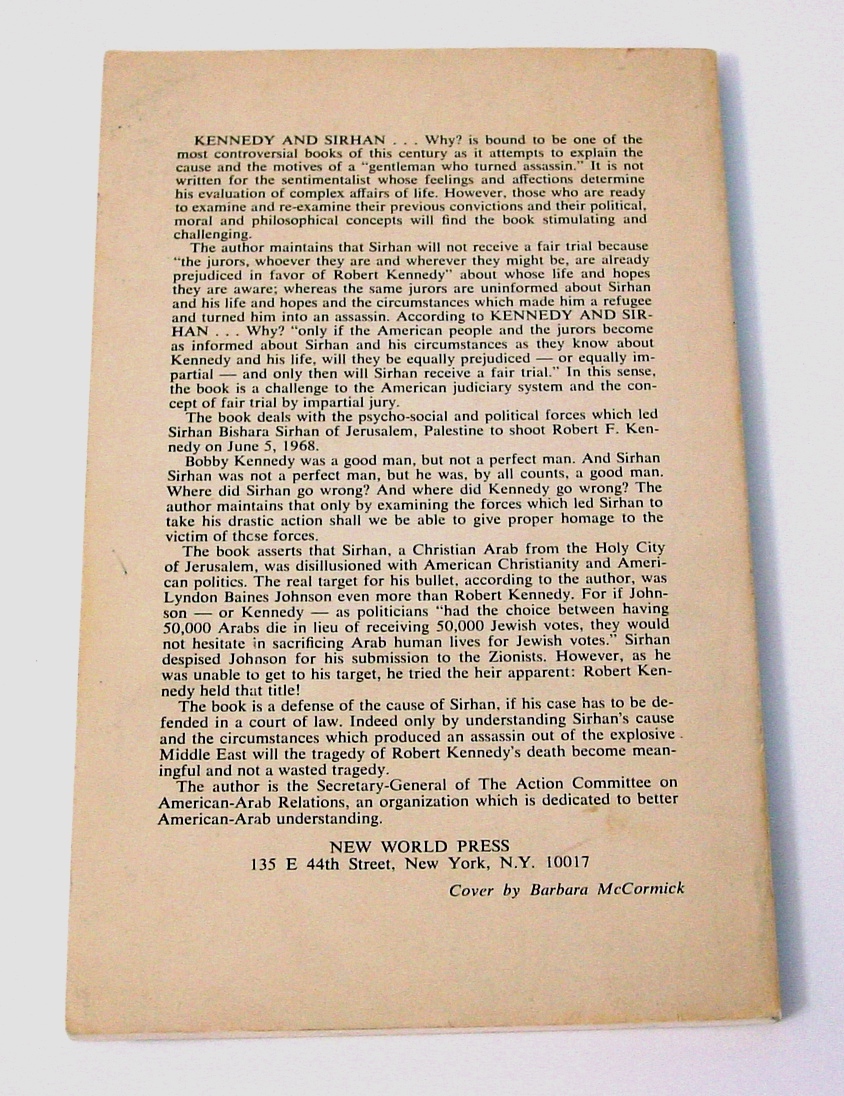 KENNEDY AND SIRHAN . . . Why? is bound to be one of the
most controversial books of this century as it attempts to explain the
cause and the motives of a "gentleman who turned assassin." It is not
written for the sentimentalist whose feelings and affections determine
his evaluation of complex affairs of life. However, those who are ready
to examine and re-examine their previous convictions and their political,
moral and philosophical concepts will find the book stimulating and
challenging.
The author maintains that Sirhan will not receive a fair trial because
"the jurors, whoever they are and wherever they might be, are already
prejudiced in favor of Robert Kennedy" about whose life and hopes
they are aware; whereas the same jurors are uninformed about Sirhan
and his life and hopes and the circumstances which made him a refugee
and turned him into an assassin. According to KENNEDY AND SIR-
HAN . . . Why? "only if the American people and the jurors become
as informed about Sirhan and his circumstances as they know about
Kennedy and his life, will they be equally prejudiced — or equally im-
partial — and only then will Sirhan receive a fair trial." In this sense,
the book is a challenge to the American judiciary system and the con-
cept of fair trial by impartial jury.
The book deals with the psycho-social and political forces which led
Sirhan Bishara Sirhan of Jerusalem, Palestine to shoot Robert F. Ken-
nedy on June 5, 1968.
Bobby Kennedy was a good man, but not a perfect man. And Sirhan
Sirhan was not a perfect man, but he was, by all counts, a good man.
Where did Sirhan go wrong? And where did Kennedy go wrong? The
author maintains that only by examining the forces which led Sirhan to
take his drastic action shall we be able to give proper homage to the
victim of these forces.
The book asserts that Sirhan, a Christian Arab from the Holy City
of Jerusalem, was disillusioned with American Christianity and Ameri-
can politics. The real target for his bullet, according to the author, was
Lyndon Baines Johnson even more than Robert Kennedy. For if John-
son — or Kennedy — as politicians "had the choice between having
50,000 Arabs die in lieu of receiving 50,000 Jewish votes, they would
not hesitate in sacrificing Arab human lives for Jewish votes." Sirhan
despised Johnson for his submission to the Zionists. However, as he
was unable to get to his target, he tried the heir apparent: Robert Ken-
nedy held that title!
The book is a defense of the cause of Sirhan, if his case has to be de-
fended in a court of law. Indeed only by understanding Sirhan's cause
and the circumstances which produced an assassin out of the explosive
Middle East will the tragedy of Robert Kennedy's death become mean-
ingful and not a wasted tragedy.
The author is the Secretary-General of The Action Committee on
American-Arab Relations, an organization which is dedicated to better
American-Arab understanding.
NEW WORLD PRESS
135 E 44th Street, New York, N.Y. 10017
Cover by Barbara McCormick